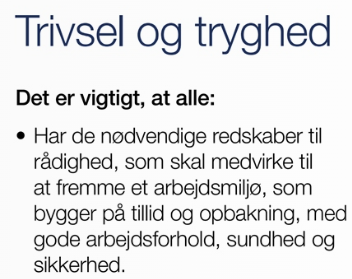 Trivsel og tryghed
Det er vigtigt, at alle:
• Har de nødvendige redskaber til
rådighed, som skal medvirke til
at fremme et arbejdsmiljø, som
bygger på tillid og opbakning, med
gode arbejdsforhold, sundhed og
sikkerhed.